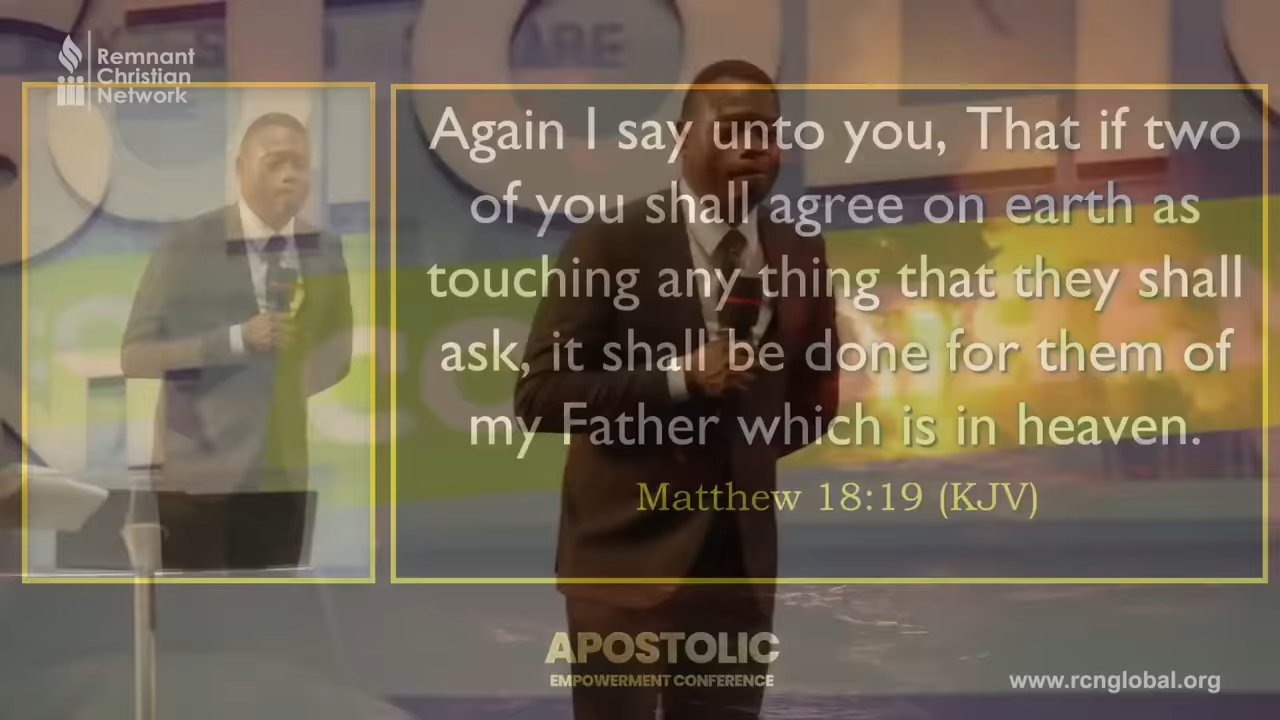 Remnant
Christian
Network
Again I say unto you, That if two
of you shall agree on earth as
touching any thing that they shall
ask, it shall be done for them of
my Father which is in heaven.
Matthew 18:19 (KJV)
APOSTOLIC
EMPOWERMENT CONFERENCE
www.rcnglobal.org